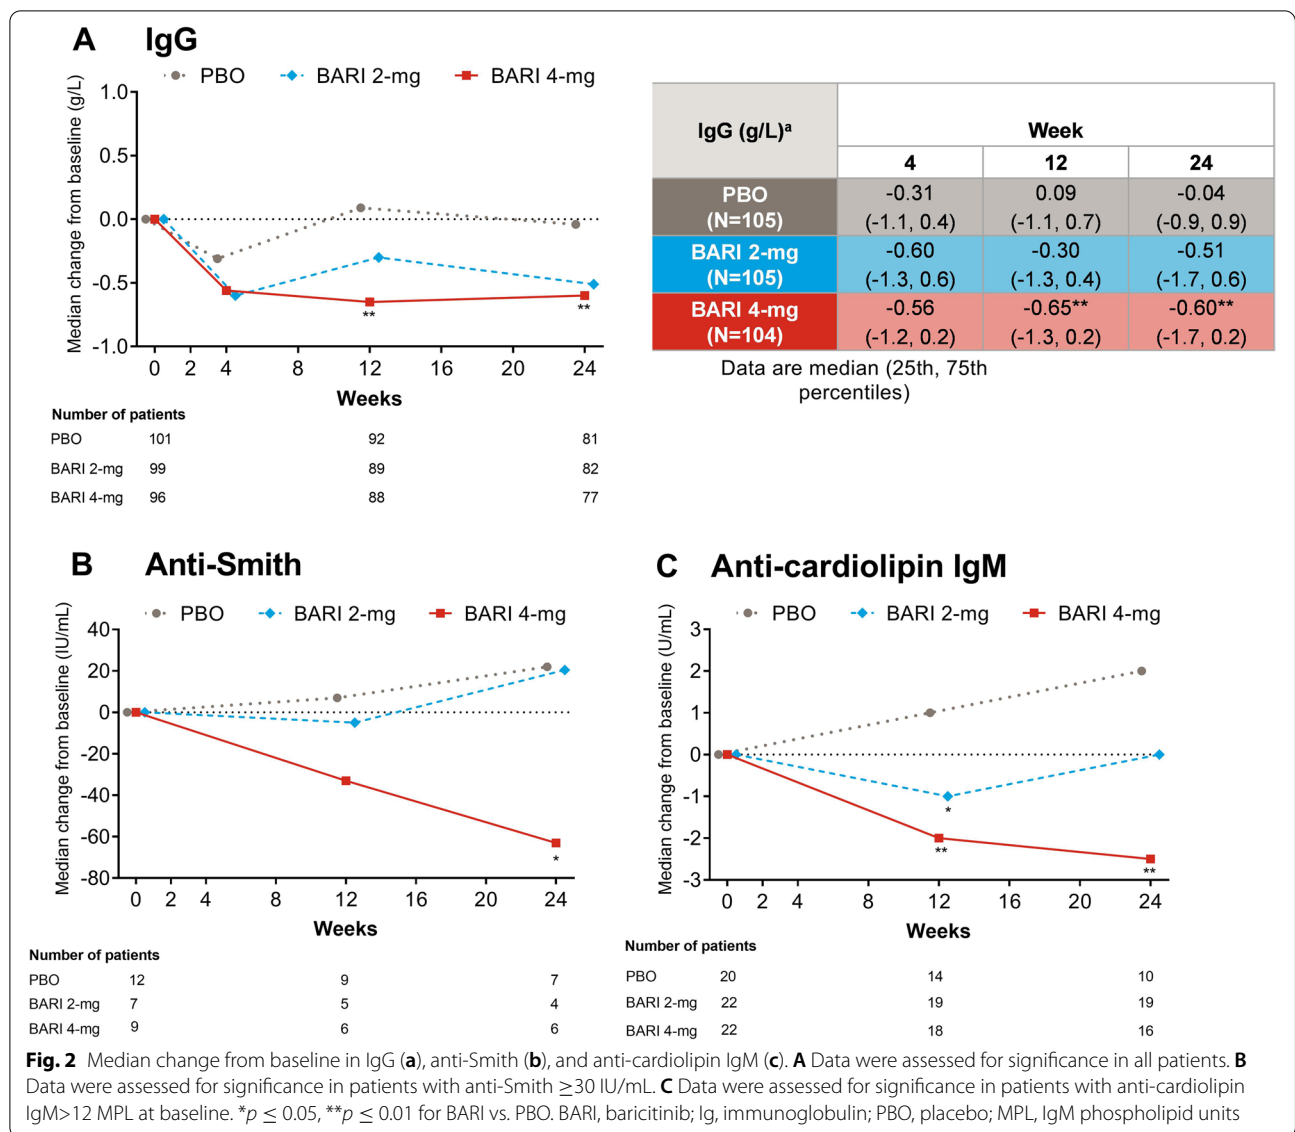 A IgG
PBO BARI 2-mg BARI 4-mg
Median change from baseline (g/L)
1.0
0.5
0.0
-0.5
-1.0
** **
0 2 4 8 12 16 20 24
Weeks
Number of patients
PBO 101 92 81
BARI 2-mg 99 89 82
BARI 4-mg 96 88 77
IgG (g/L)a Week
4 12 24
PBO (N=105) -0.31 (-1.1, 0.4) 0.09 (-1.1, 0.7) -0.04 (-0.9, 0.9)
BARI 2-mg (N=105) -0.60 (-1.3, 0.6) -0.30 (-1.3, 0.4) -0.51 (-1.7, 0.6)
BARI 4-mg (N=104) -0.56 (-1.2, 0.2) -0.65** (-1.3, 0.2) -0.60** (-1.7, 0.2)
Data are median (25th, 75th
percentiles)
B Anti-Smith
PBO BARI 2-mg BARI 4-mg
Median change from baseline (IU/mL)
40
20
0
-20
-40
-60
-80
*
0 2 4 8 12 16 20 24
Weeks
Number of patients
PBO 12 9 7
BARI 2-mg 7 5 4
BARI 4-mg 9 6 6
C Anti-cardiolipin IgM
PBO BARI 2-mg BARI 4-mg
Median change from baseline (U/mL)
3
2
1
0
-1
-2
-3
*
** **
0 2 4 8 12 16 20 24
Weeks
Number of patients
PBO 20 14 10
BARI 2-mg 22 19 19
BARI 4-mg 22 18 16
Fig. 2 Median change from baseline in IgG (a), anti-Smith (b), and anti-cardiolipin IgM (c). A Data were assessed for significance in all patients. B
Data were assessed for significance in patients with anti-Smith ≥30 IU/mL. C Data were assessed for significance in patients with anti-cardiolipin
IgM>12 MPL at baseline. *p ≤ 0.05, **p ≤ 0.01 for BARI vs. PBO. BARI, baricitinib; Ig, immunoglobulin; PBO, placebo; MPL, IgM phospholipid units